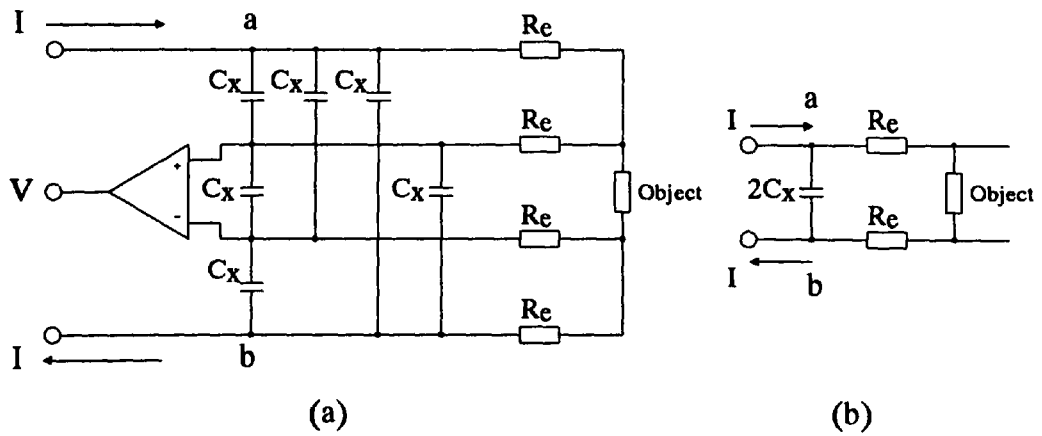 I a Re
Cx Cx Cx
Re
+
V Cx Cx Object
-
Re
Cx
Re
I b
(a)
a
I Re
2Cx Object
Re
I b
(b)